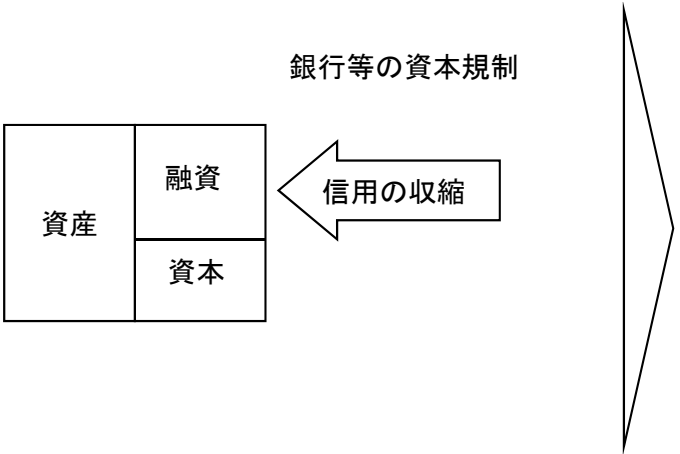 銀行等の資本規制
融資
信用の収縮
資産
資本